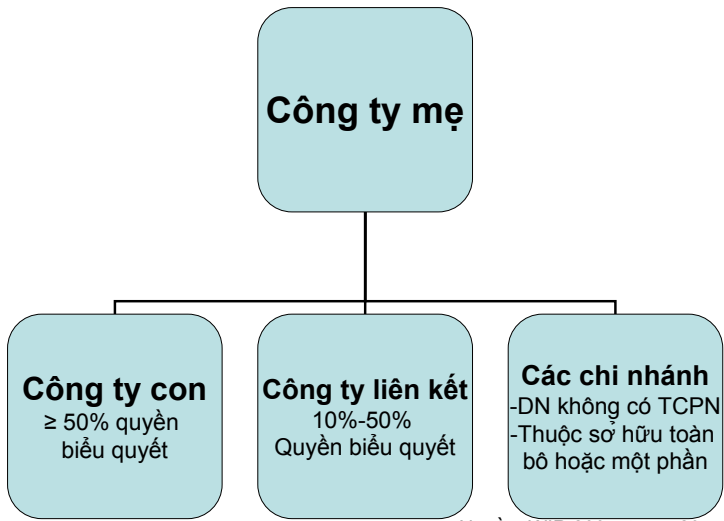 Công ty mẹ
Công ty con
≥ 50% quyền
biểu quyết
Công ty liên kết
10%-50%
Quyền biểu quyết
Các chi nhánh
-DN không có TCPN
-Thuộc sở hữu toàn
bô hoặc một phần